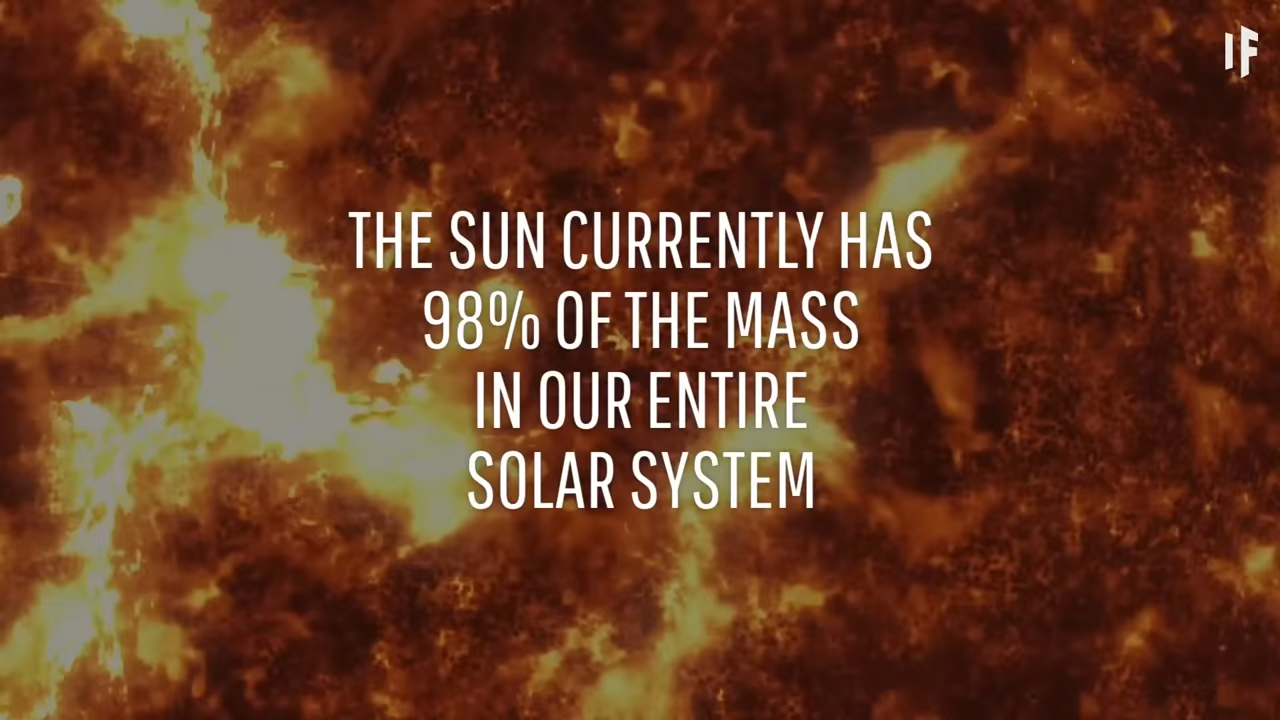 IF
THE SUN CURRENTLY HAS
98% OF THE MASS
IN OUR ENTIRE
SOLAR SYSTEM